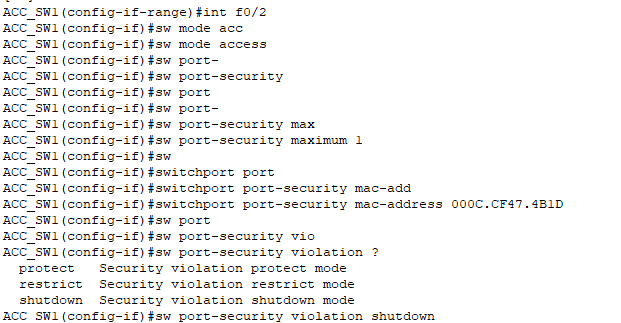 ACC_SW1(config-if-range)#int f0/2
ACC_SW1(config-if)#sw mode acc
ACC_SW1(config-if)#sw mode access
ACC_SW1(config-if)#sw port-
ACC_SW1(config-if)#sw port-security
ACC_SW1(config-if)#sw port
ACC_SW1(config-if)#sw port-
ACC_SW1(config-if)#sw port-security max
ACC_SW1(config-if)#sw port-security maximum 1
ACC_SW1(config-if)#sw
ACC_SW1(config-if)#switchport port
ACC_SW1(config-if)#switchport port-security mac-add
ACC_SW1(config-if)#switchport port-security mac-address 000C.CF47.4B1D
ACC_SW1(config-if)#sw port
ACC_SW1(config-if)#sw port-security vio
ACC_SW1(config-if)#sw port-security violation ?
  protect   Security violation protect mode
  restrict  Security violation restrict mode
  shutdown  Security violation shutdown mode
ACC_SW1(config-if)#sw port-security violation shutdown